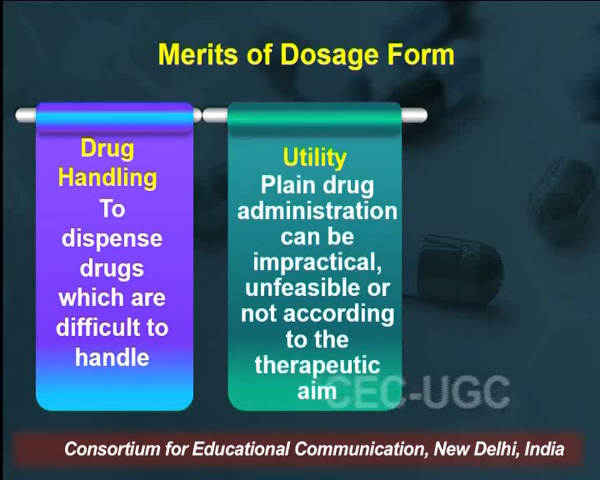 Merits of Dosage Form
Drug
Handling
To
dispense
drugs
which are
difficult to
handle
Utility
Plain drug
administration
can be
impractical,
unfeasible or
not according
to the
therapeutic
aim
CEC-UGC
Consortium for Educational Communication, New Delhi, India